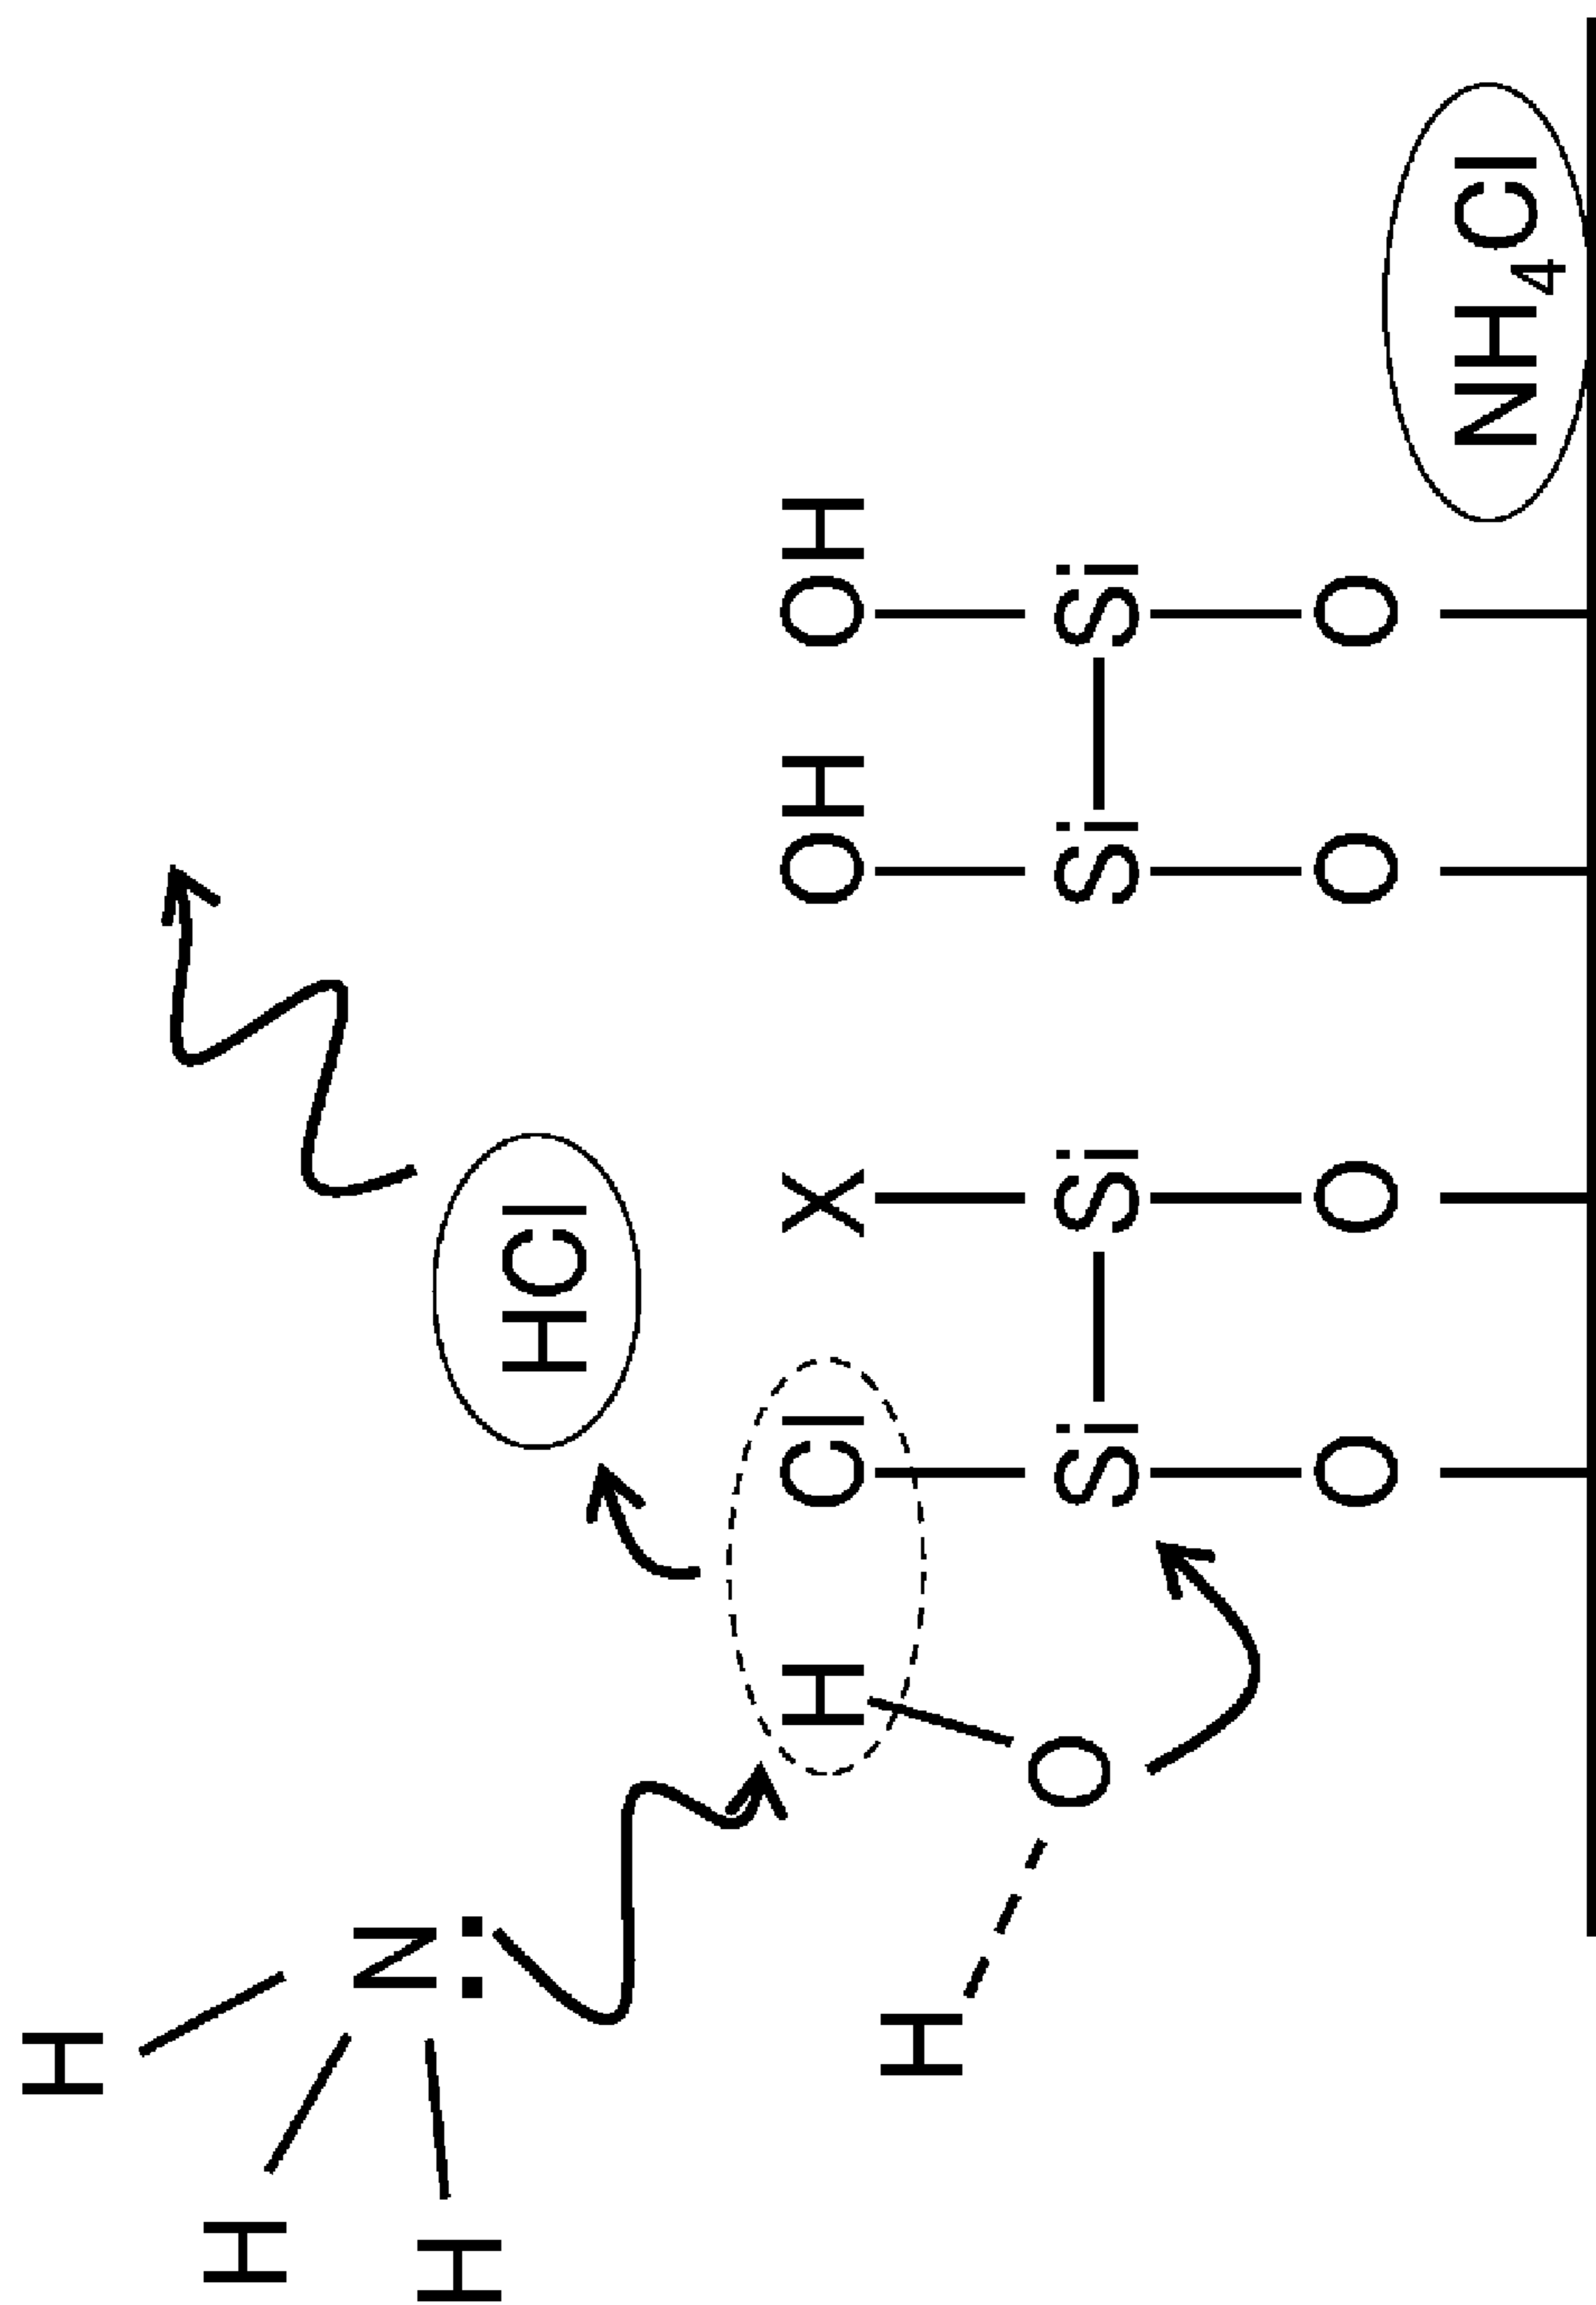 H
H
N
:
H
HCl
H Cl X OH OH
H
O Si Si Si Si
O O O O
NH₄Cl